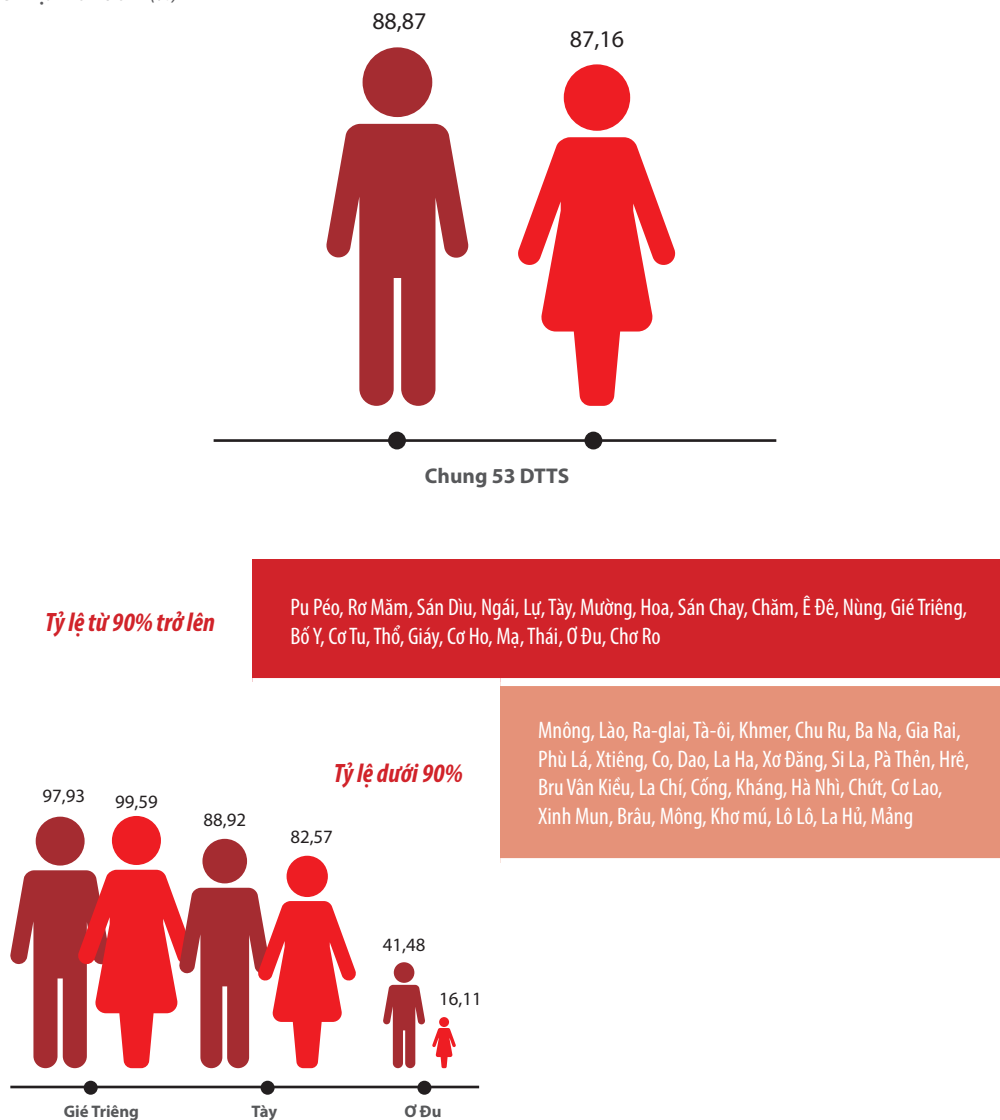 88,87
87,16
Chung 53 DTTS
Tỷ lệ từ 90% trở lên
Pu Péo, Rơ Măm, Sán Dìu, Ngái, Lự, Tày, Mường, Hoa, Sán Chay, Chăm, Ê Đê, Nùng, Gié Triêng,
Bố Y, Cơ Tu, Thổ, Giáy, Cơ Ho, Mạ, Thái, Ơ Đu, Chơ Ro
Tỷ lệ dưới 90%
Mnông, Lào, Ra-glai, Tà-ôi, Khmer, Chu Ru, Ba Na, Gia Rai,
Phù Lá, Xtiêng, Co, Dao, La Ha, Xơ Đăng, Si La, Pà Thẻn, Hrê,
Bru Vân Kiều, La Chí, Cống, Kháng, Hà Nhì, Chứt, Cơ Lao,
Xinh Mun, Brâu, Mông, Khơ mú, Lô Lô, La Hủ, Mảng
97,93
99,59
88,92
82,57
41,48
16,11
Gié Triêng
Tày
Ơ Đu